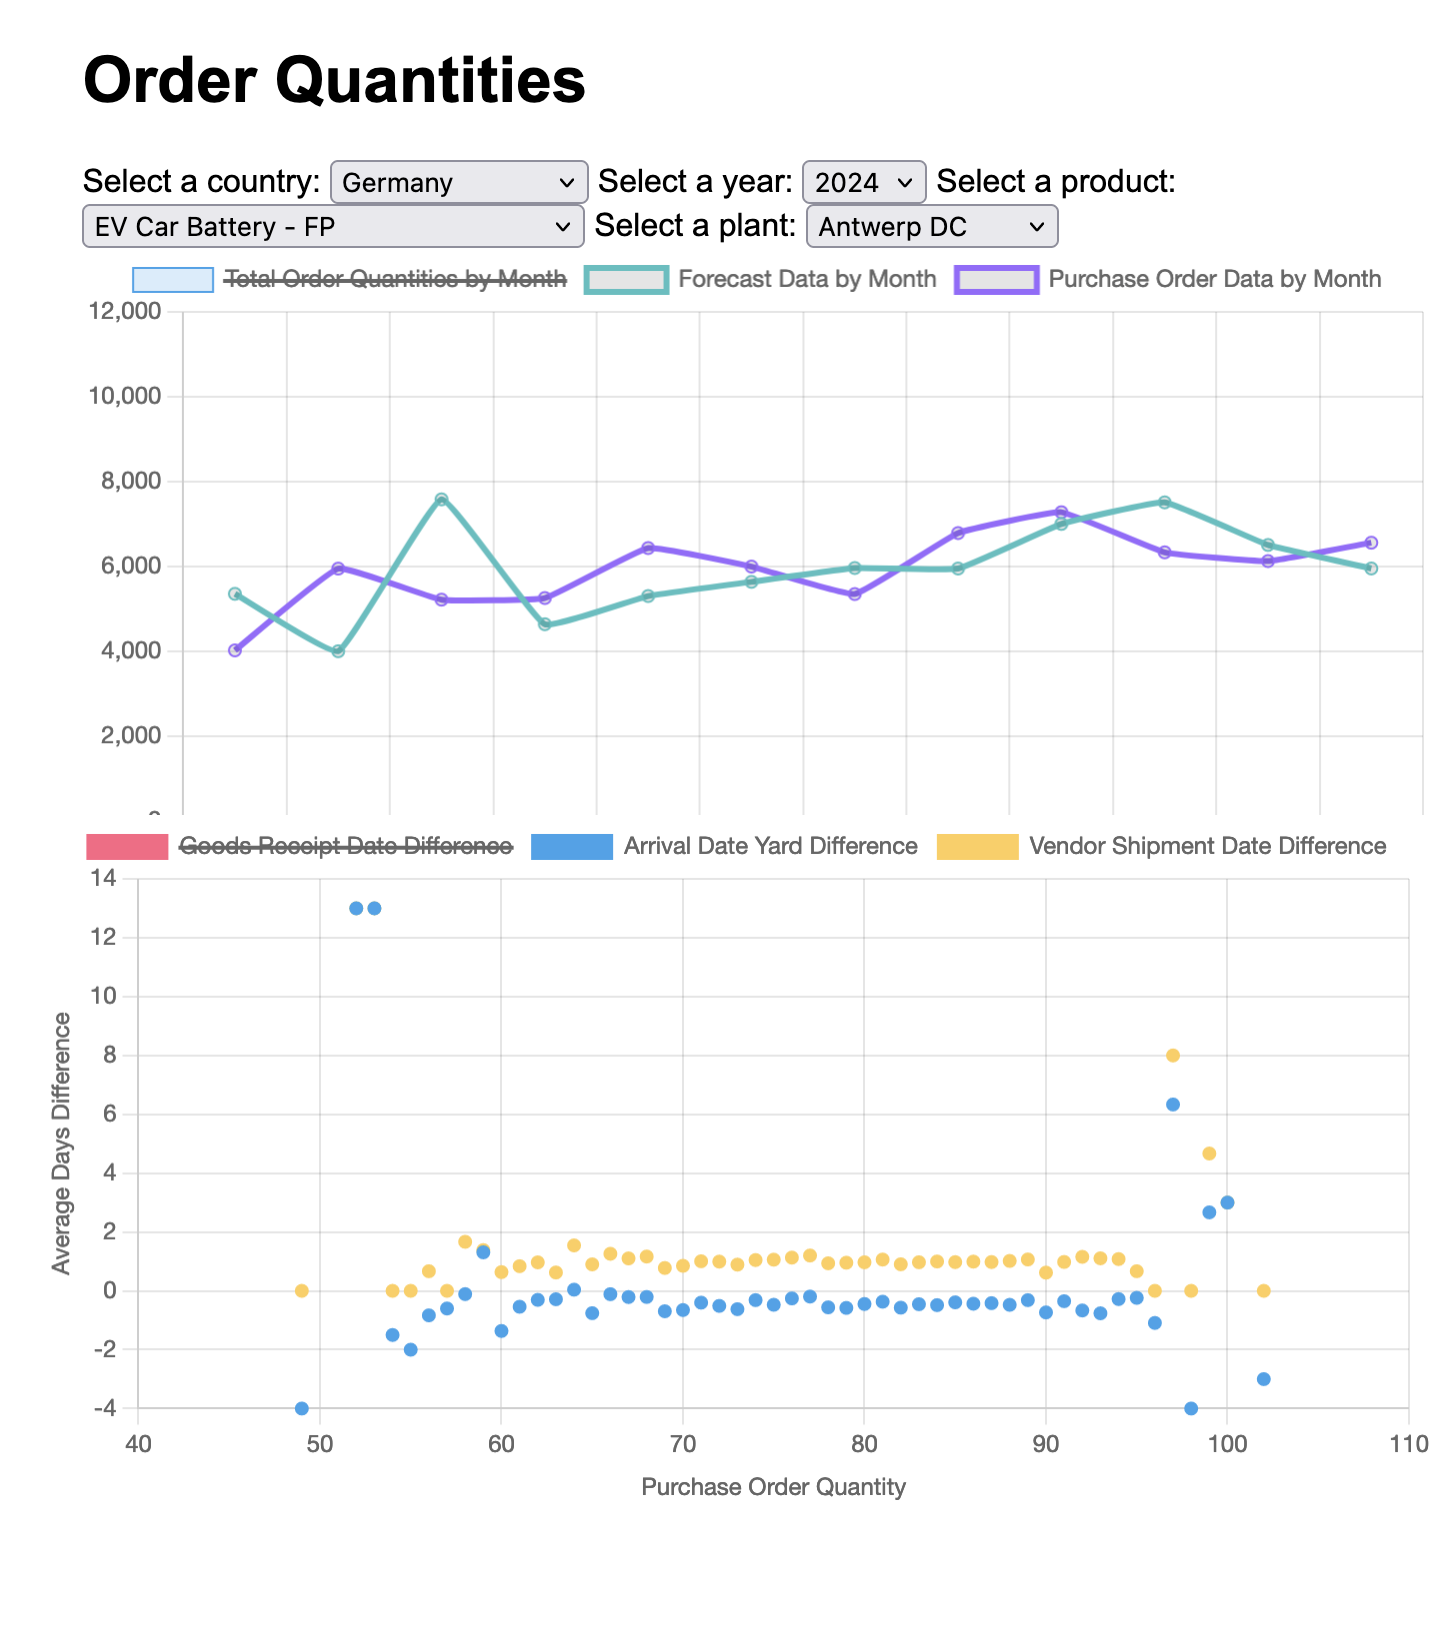 Order Quantities
Select a country: Germany Select a year: 2024 Select a product:
EV Car Battery - FP Select a plant: Antwerp DC
Total Order Quantities by Month Forecast Data by Month Purchase Order Data by Month
12,000
10,000
8,000
6,000
4,000
2,000
Goods Receipt Date Difference Arrival Date Yard Difference Vendor Shipment Date Difference
14
12
10
8
6
4
2
0
-2
-4
Average Days Difference
40 50 60 70 80 90 100 110
Purchase Order Quantity